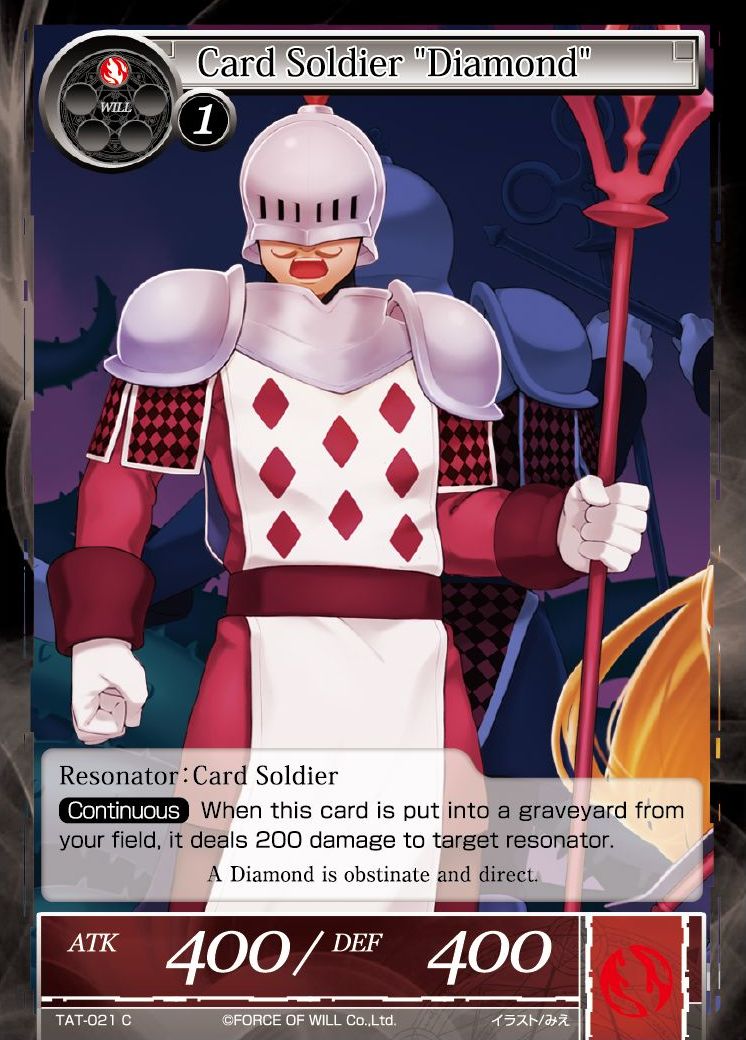 Card Soldier "Diamond"
WILL
1
Resonator:Card Soldier
Continuous When this card is put into a graveyard from
your field, it deals 200 damage to target resonator.
A Diamond is obstinate and direct.
ATK 400/ DEF 400
TAT-021 C ©FORCE OF WILL Co.,Ltd. イラスト/みえ